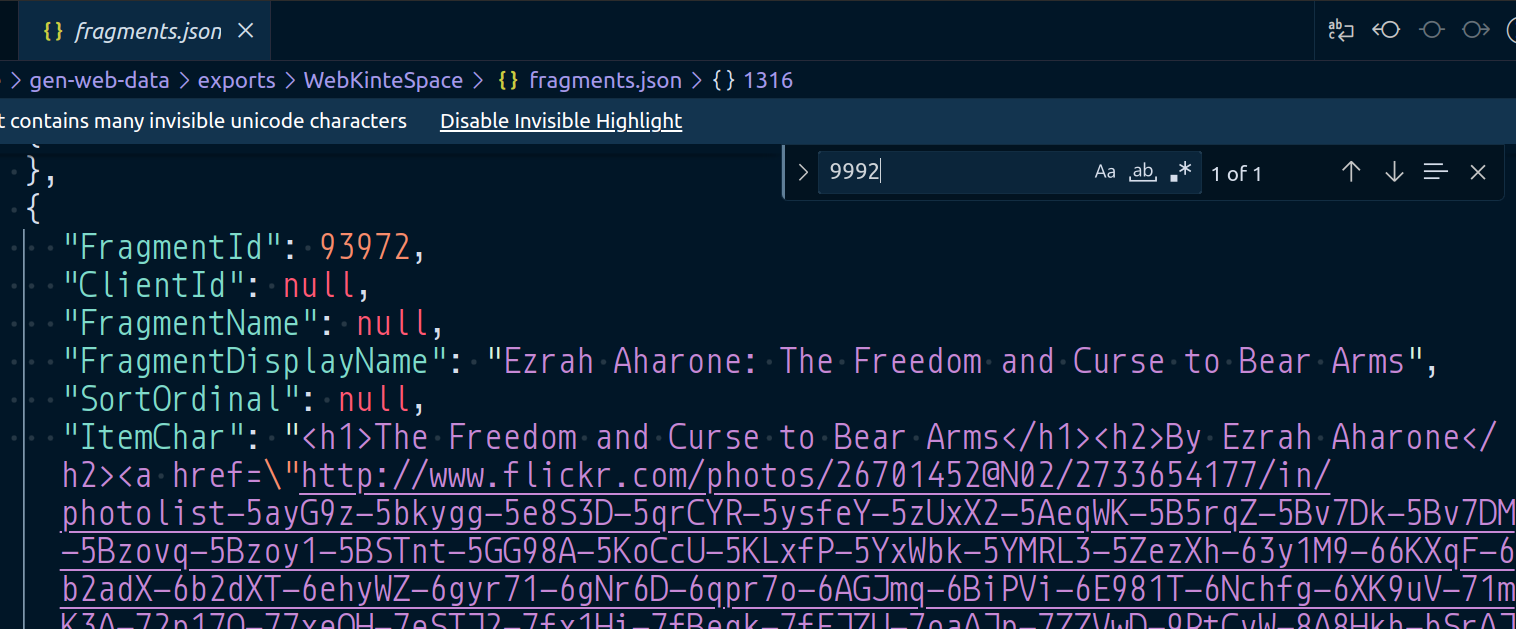 {} fragments.json ×
> gen-web-data > exports > WebKinteSpace > {} fragments.json > {} 1316
t contains many invisible unicode characters Disable Invisible Highlight
> 9992 Aa ab .* 1 of 1
},
{
"FragmentId": 93972,
"ClientId": null,
"FragmentName": null,
"FragmentDisplayName": "Ezrah Aharone: The Freedom and Curse to Bear Arms",
"SortOrdinal": null,
"ItemChar": "<h1>The Freedom and Curse to Bear Arms</h1><h2>By Ezrah Aharone</
h2><a href=\"http://www.flickr.com/photos/26701452@N02/2733654177/in/
photolist-5ayG9z-5bkygg-5e8S3D-5qrCYR-5ysfeY-5zUxX2-5AeqWK-5B5rqZ-5Bv7Dk-5Bv7DM
-5Bzovq-5Bzoy1-5BSTnt-5GG98A-5KoCcU-5KLxfP-5YxWbk-5YMRL3-5ZezXh-63y1M9-66KXqF-6
b2adX-6b2dXT-6ehyWZ-6gyr71-6gNr6D-6qpr7o-6AGJmq-6BiPVi-6E981T-6Nchfg-6XK9uV-71m